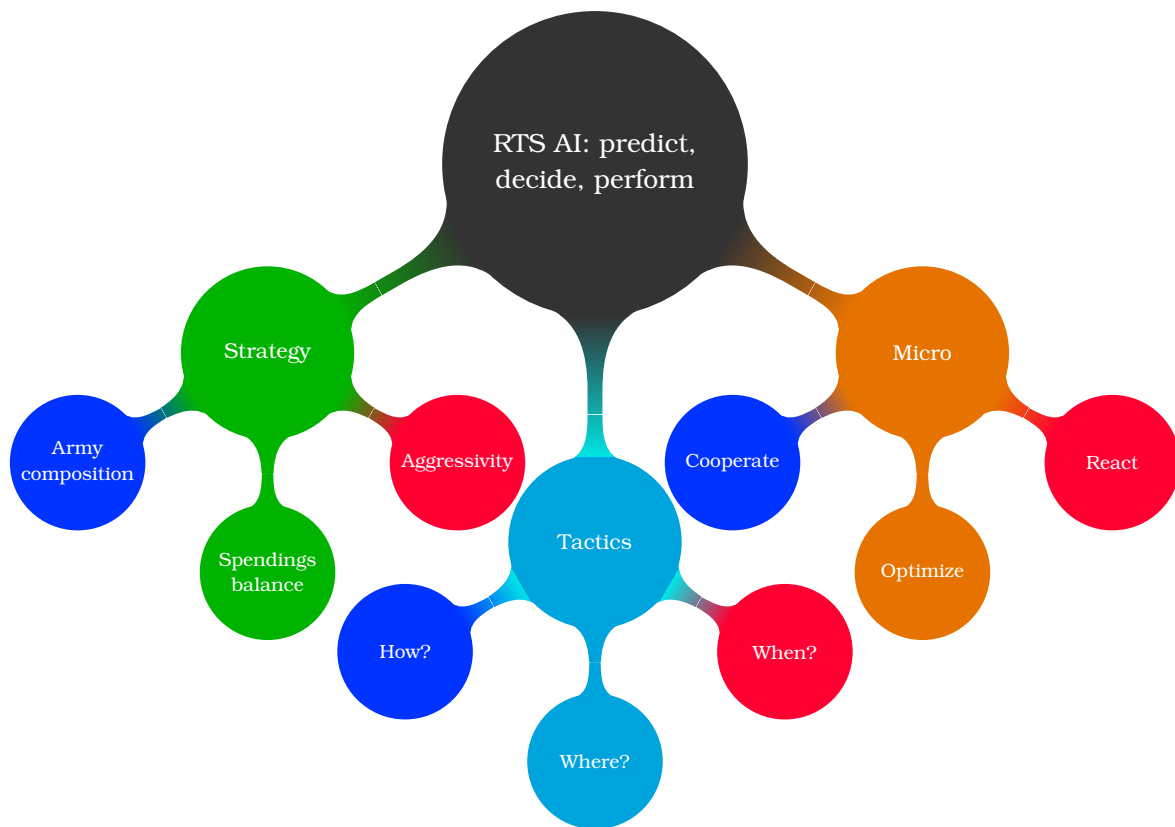 RTS AI: predict,
decide, perform
Strategy
Micro
Army
composition
Aggressivity
Cooperate
React
Tactics
Spendings
balance
Optimize
How?
When?
Where?